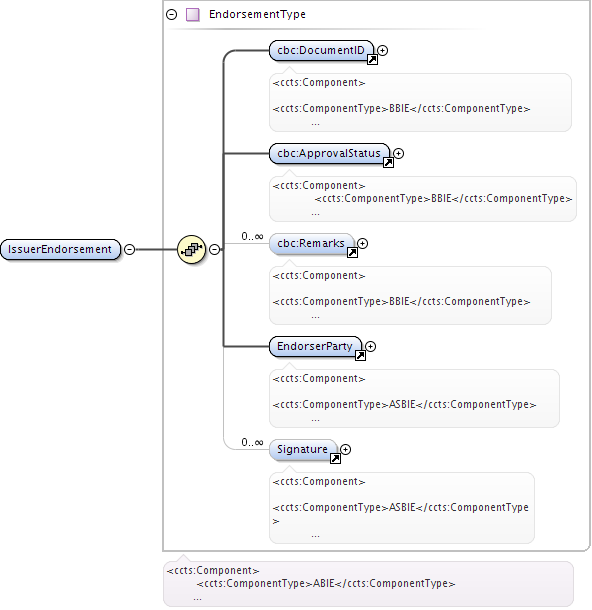 EndorsementType
cbc:DocumentID
<ccts:Component>
<ccts:ComponentType>BBIE</ccts:ComponentType>
...
cbc:ApprovalStatus
<ccts:Component>
<ccts:ComponentType>BBIE</ccts:ComponentType>
...
IssuerEndorsement
0..∞
cbc:Remarks
<ccts:Component>
<ccts:ComponentType>BBIE</ccts:ComponentType>
...
EndorserParty
<ccts:Component>
<ccts:ComponentType>ASBIE</ccts:ComponentType>
...
0..∞
Signature
<ccts:Component>
<ccts:ComponentType>ASBIE</ccts:ComponentType
>
...
<ccts:Component>
<ccts:ComponentType>ABIE</ccts:ComponentType>
...